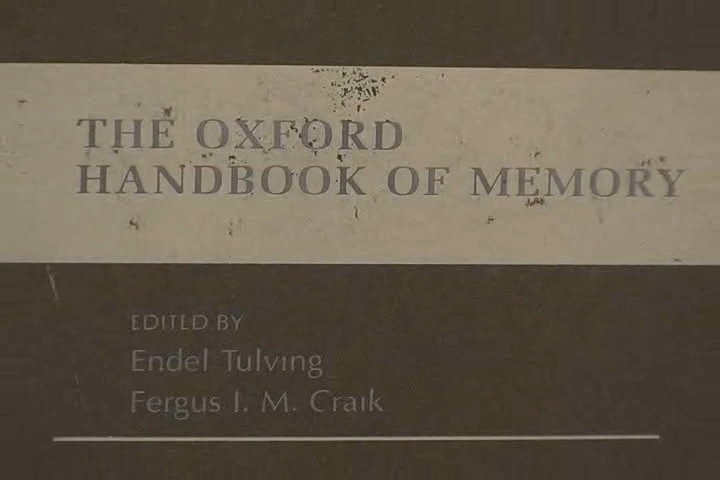 THE OXFORD
HANDBOOK OF MEMORY
EDITED BY
Endel Tulving
Fergus I. M. Craik